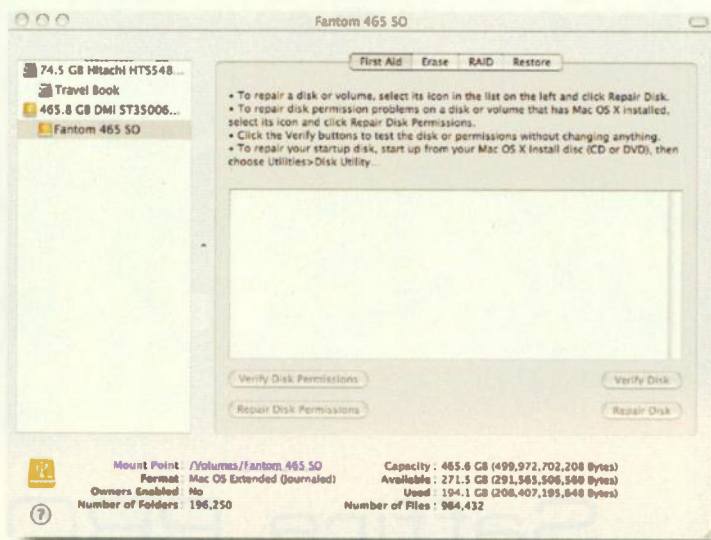 Fantom 465 SO
74.5 GB Hitachi HTS548...
Travel Book
465.8 GB DMI ST35006...
Fantom 465 SO
First Aid Erase RAID Restore
• To repair a disk or volume, select its icon in the list on the left and click Repair Disk.
• To repair disk permission problems on a disk or volume that has Mac OS X installed,
select its icon and click Repair Disk Permissions.
• Click the Verify buttons to test the disk or permissions without changing anything.
• To repair your startup disk, start up from your Mac OS X Install disc (CD or DVD), then
choose Utilities>Disk Utility...
Verify Disk Permissions Verify Disk
Repair Disk Permissions Repair Disk
Mount Point : /Volumes/Fantom 465 SO Capacity : 465.6 GB (499,972,702,208 Bytes)
Format : Mac OS Extended (Journaled) Available : 271.5 GB (291,565,506,560 Bytes)
Owners Enabled : No Used : 194.1 GB (208,407,195,648 Bytes)
Number of Folders : 196,250 Number of Files : 984,432
?